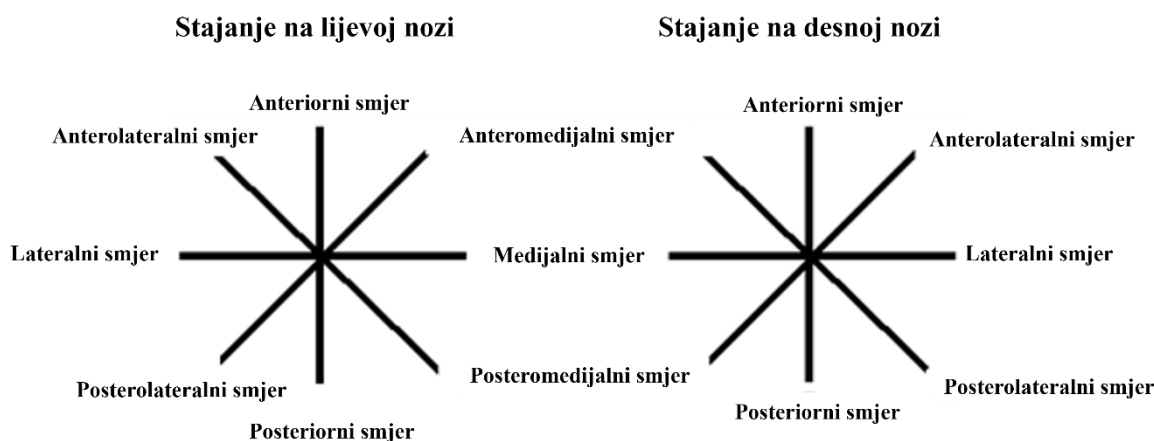 Stajanje na lijevoj nozi
Stajanje na desnoj nozi
Anteriorni smjer
Anteriorni smjer
Anterolateralni smjer
Anteromedijalni smjer
Anterolateralni smjer
Lateralni smjer
Medijalni smjer
Lateralni smjer
Posterolateralni smjer
Posteromedijalni smjer
Posterolateralni smjer
Posteriorni smjer
Posteriorni smjer